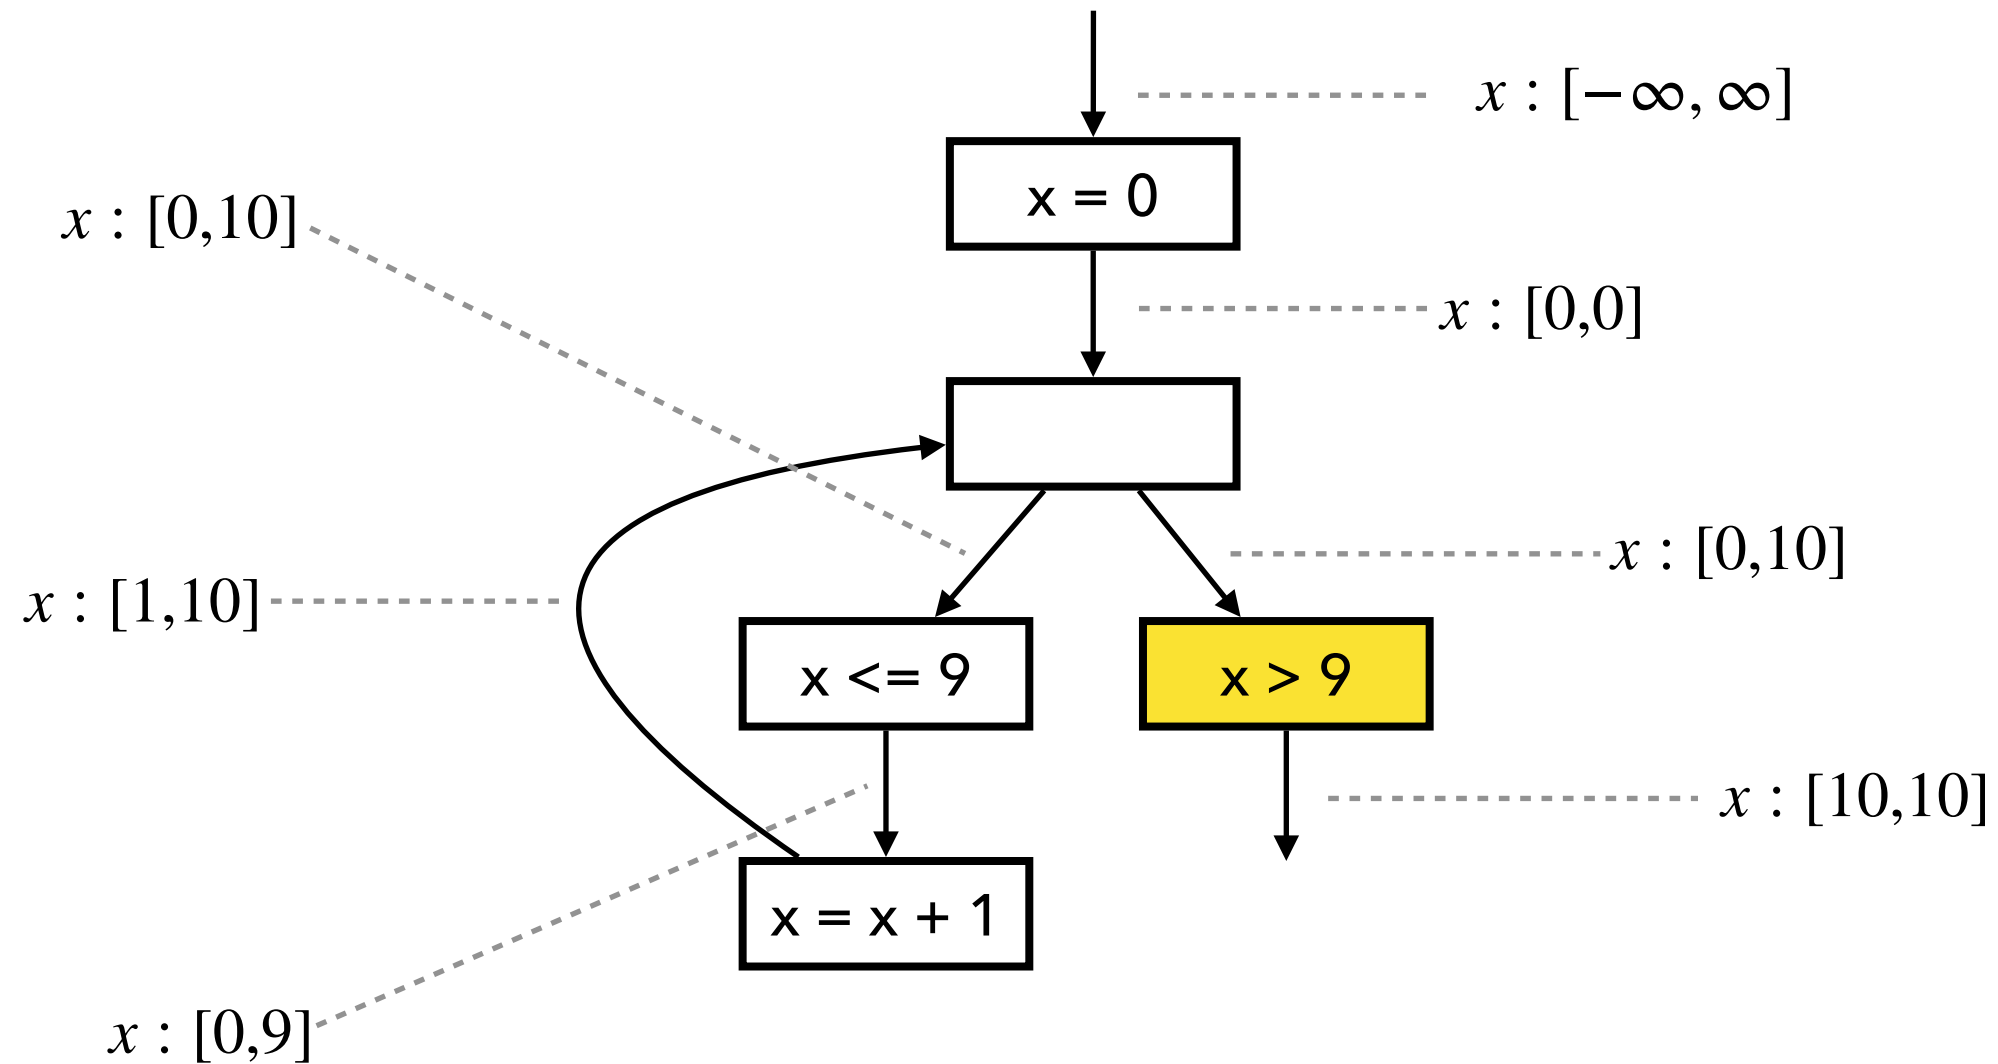 x : [−∞, ∞]
x = 0
x : [0,10]
x : [0,0]
x : [0,10]
x : [1,10]
x <= 9
x > 9
x : [10,10]
x = x + 1
x : [0,9]